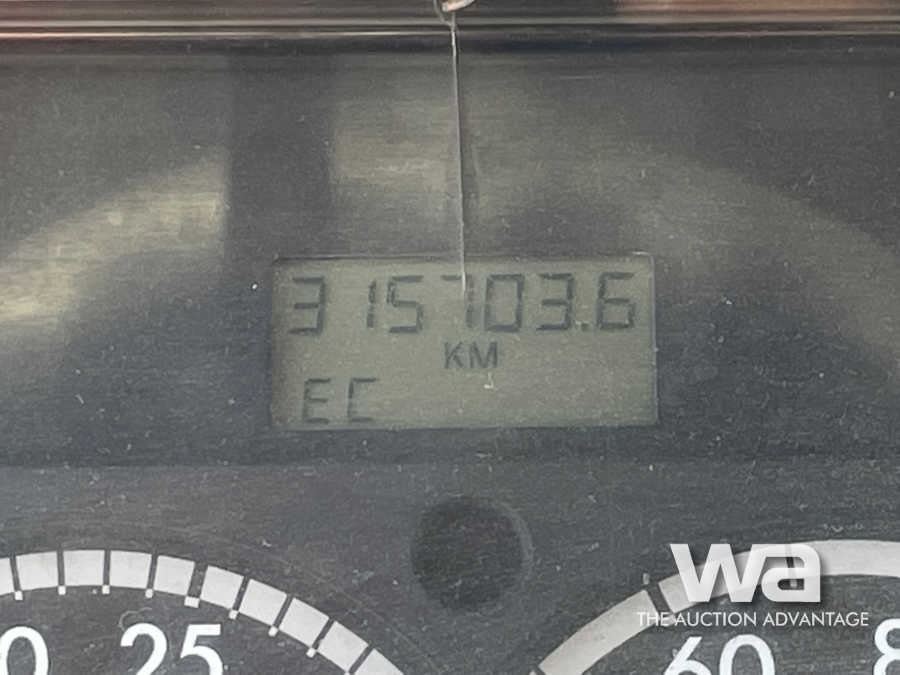 315703.6
KM
EC
wa
THE AUCTION ADVANTAGE
25
60